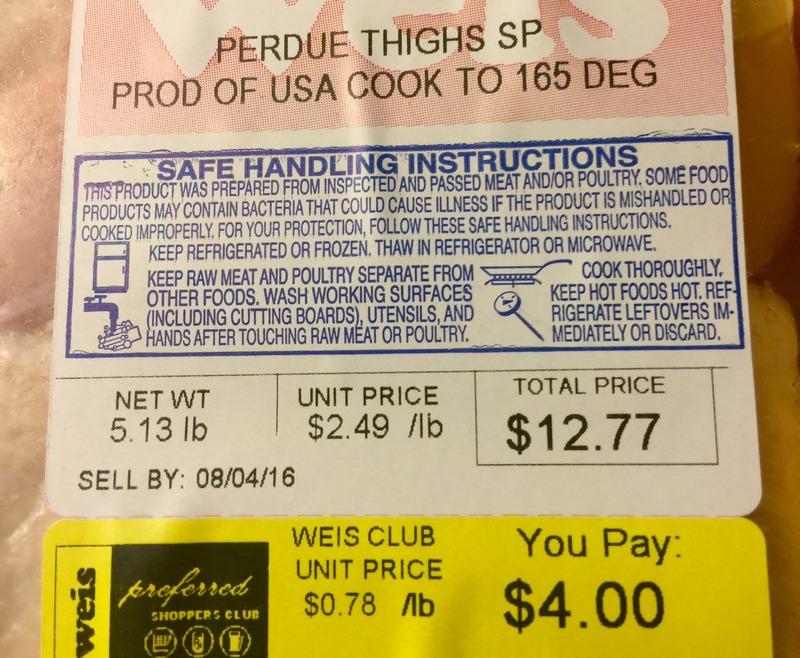 Weis
PERDUE THIGHS SP
PROD OF USA COOK TO 165 DEG
SAFE HANDLING INSTRUCTIONS
THIS PRODUCT WAS PREPARED FROM INSPECTED AND PASSED MEAT AND/OR POULTRY. SOME FOOD
PRODUCTS MAY CONTAIN BACTERIA THAT COULD CAUSE ILLNESS IF THE PRODUCT IS MISHANDLED OR
COOKED IMPROPERLY. FOR YOUR PROTECTION, FOLLOW THESE SAFE HANDLING INSTRUCTIONS.
KEEP REFRIGERATED OR FROZEN. THAW IN REFRIGERATOR OR MICROWAVE.
KEEP RAW MEAT AND POULTRY SEPARATE FROM
OTHER FOODS. WASH WORKING SURFACES
(INCLUDING CUTTING BOARDS), UTENSILS, AND
HANDS AFTER TOUCHING RAW MEAT OR POULTRY.
COOK THOROUGHLY.
KEEP HOT FOODS HOT. REF-
RIGERATE LEFTOVERS IM-
MEDIATELY OR DISCARD.
NET WT
5.13 lb
UNIT PRICE
$2.49 /lb
TOTAL PRICE
$12.77
SELL BY: 08/04/16
weis
preferred
SHOPPERS CLUB
WEIS CLUB
UNIT PRICE
$0.78 /lb
You Pay:
$4.00